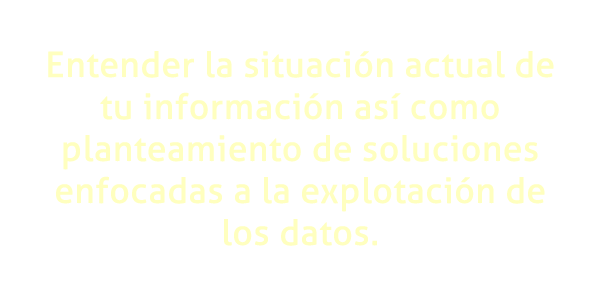 Entender la situación actual de
tu información así como
planteamiento de soluciones
enfocadas a la explotación de
los datos.